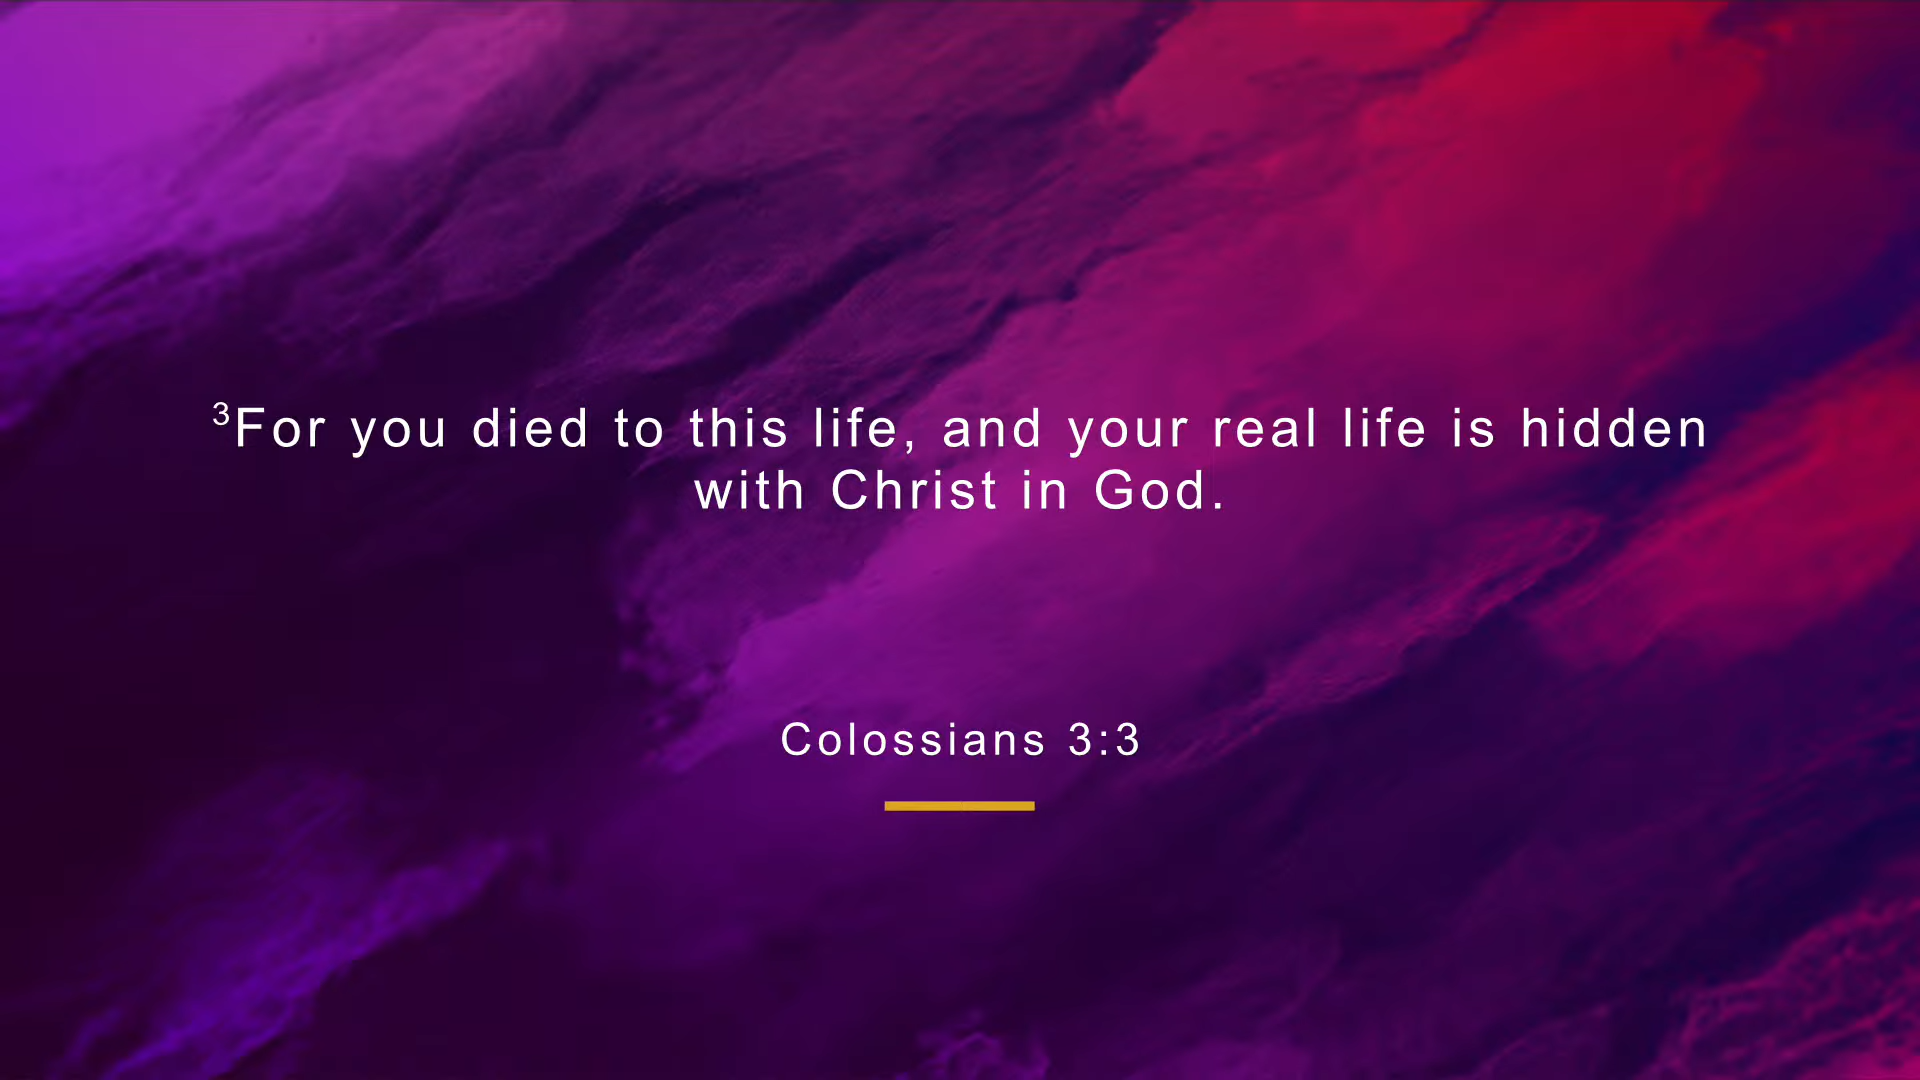 ³For you died to this life, and your real life is hidden
with Christ in God.
Colossians 3:3